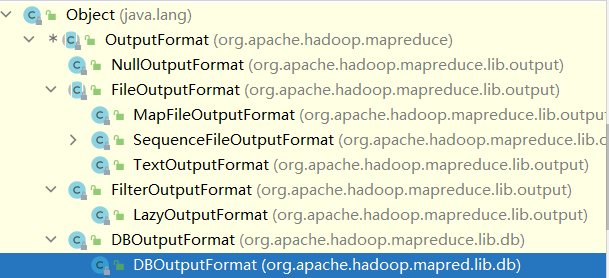 Object (java.lang)
* OutputFormat (org.apache.hadoop.mapreduce)
NullOutputFormat (org.apache.hadoop.mapreduce.lib.output)
FileOutputFormat (org.apache.hadoop.mapreduce.lib.output)
MapFileOutputFormat (org.apache.hadoop.mapreduce.lib.output)
SequenceFileOutputFormat (org.apache.hadoop.mapreduce.lib.o
TextOutputFormat (org.apache.hadoop.mapreduce.lib.output)
FilterOutputFormat (org.apache.hadoop.mapreduce.lib.output)
LazyOutputFormat (org.apache.hadoop.mapreduce.lib.output)
DBOutputFormat (org.apache.hadoop.mapreduce.lib.db)
DBOutputFormat (org.apache.hadoop.mapred.lib.db)